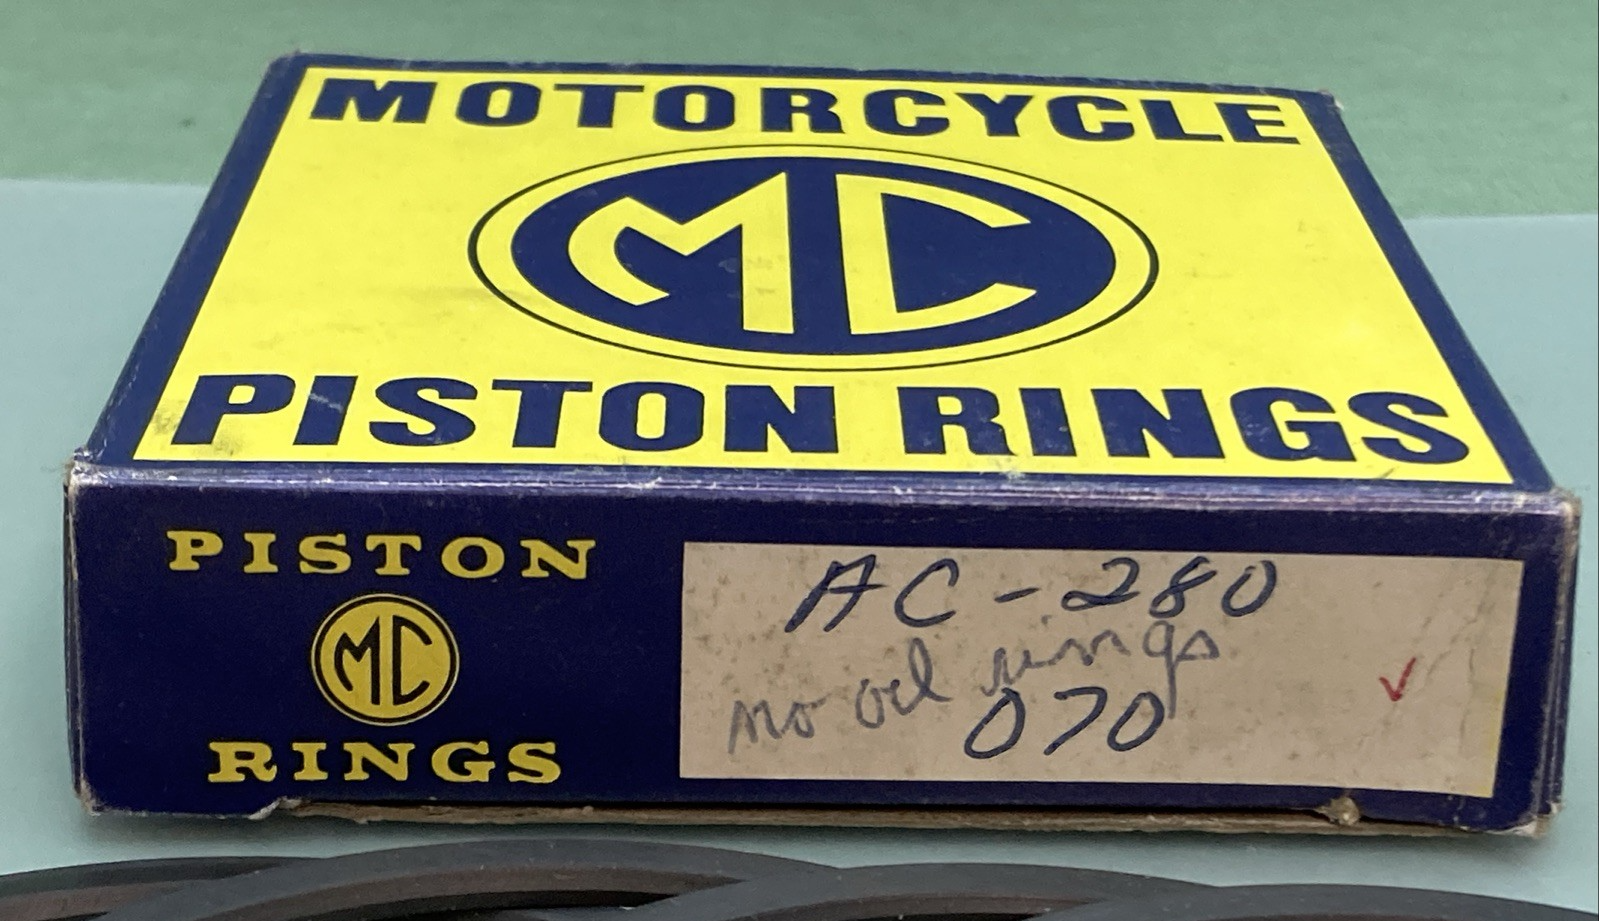 MOTORCYCLE
MC
PISTON RINGS
PISTON
MC
RINGS
AC-280
no oil rings
070